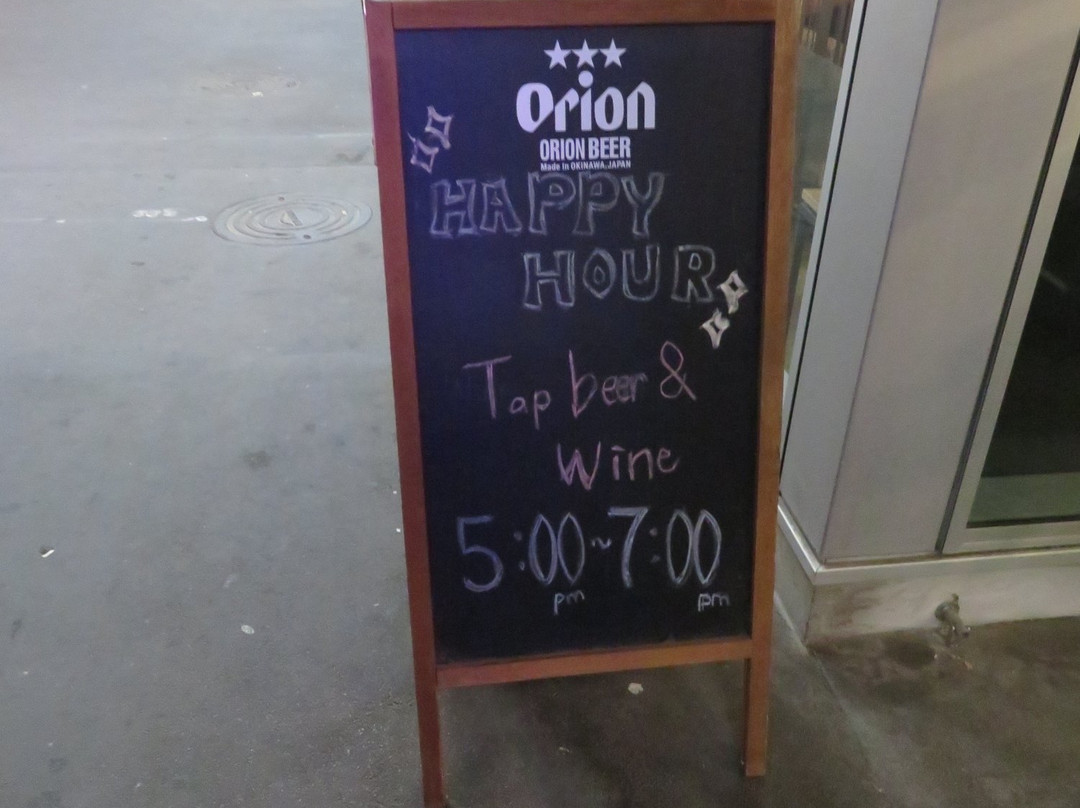 Orion
ORION BEER
Made in OKINAWA, JAPAN
HAPPY
HOUR
Tap beer &
Wine
5:00~7:00
pm pm